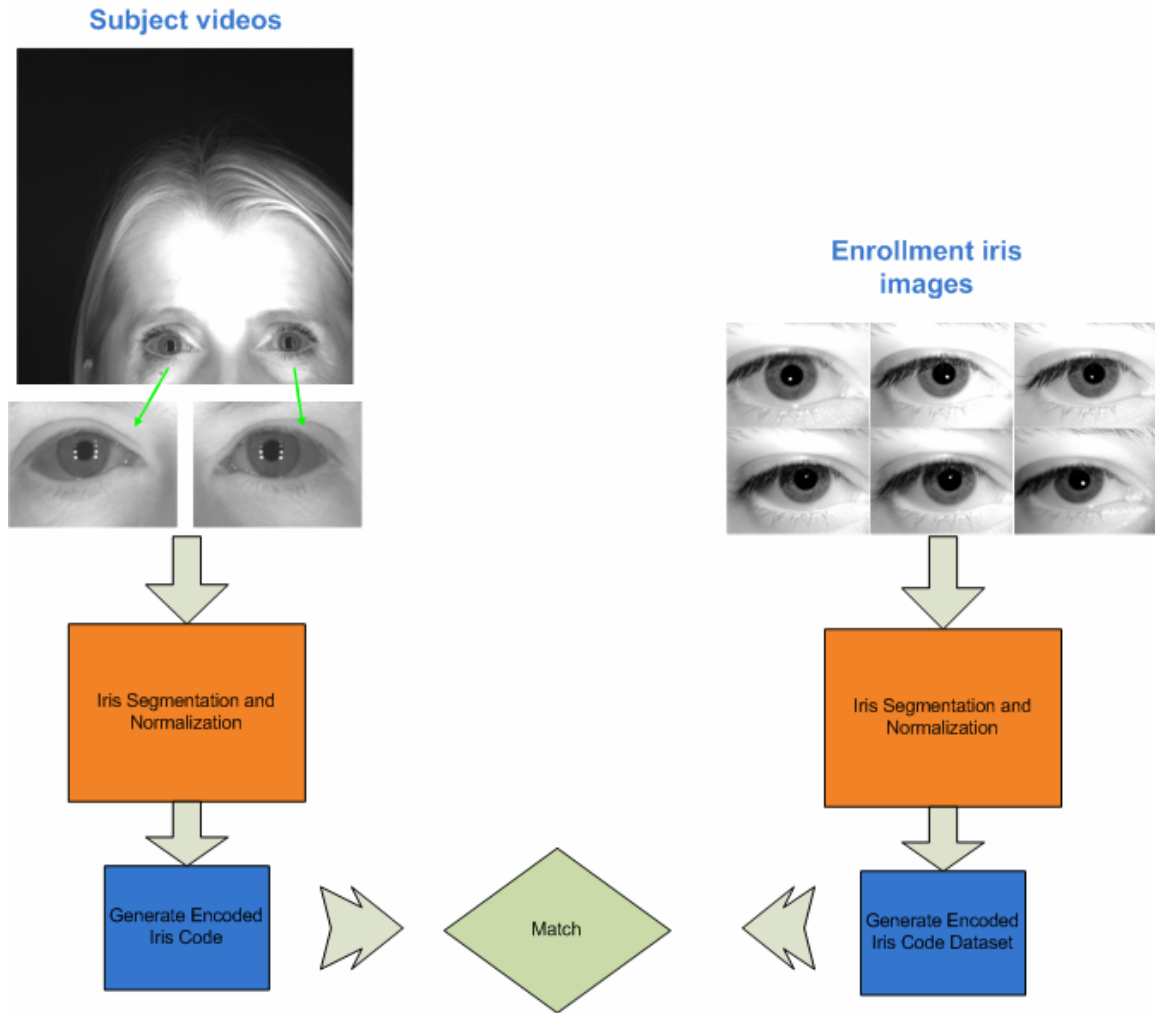 Subject videos
Enrollment iris
images
Iris Segmentation and
Normalization
Iris Segmentation and
Normalization
Generate Encoded
Iris Code
Match
Generate Encoded
Iris Code Dataset